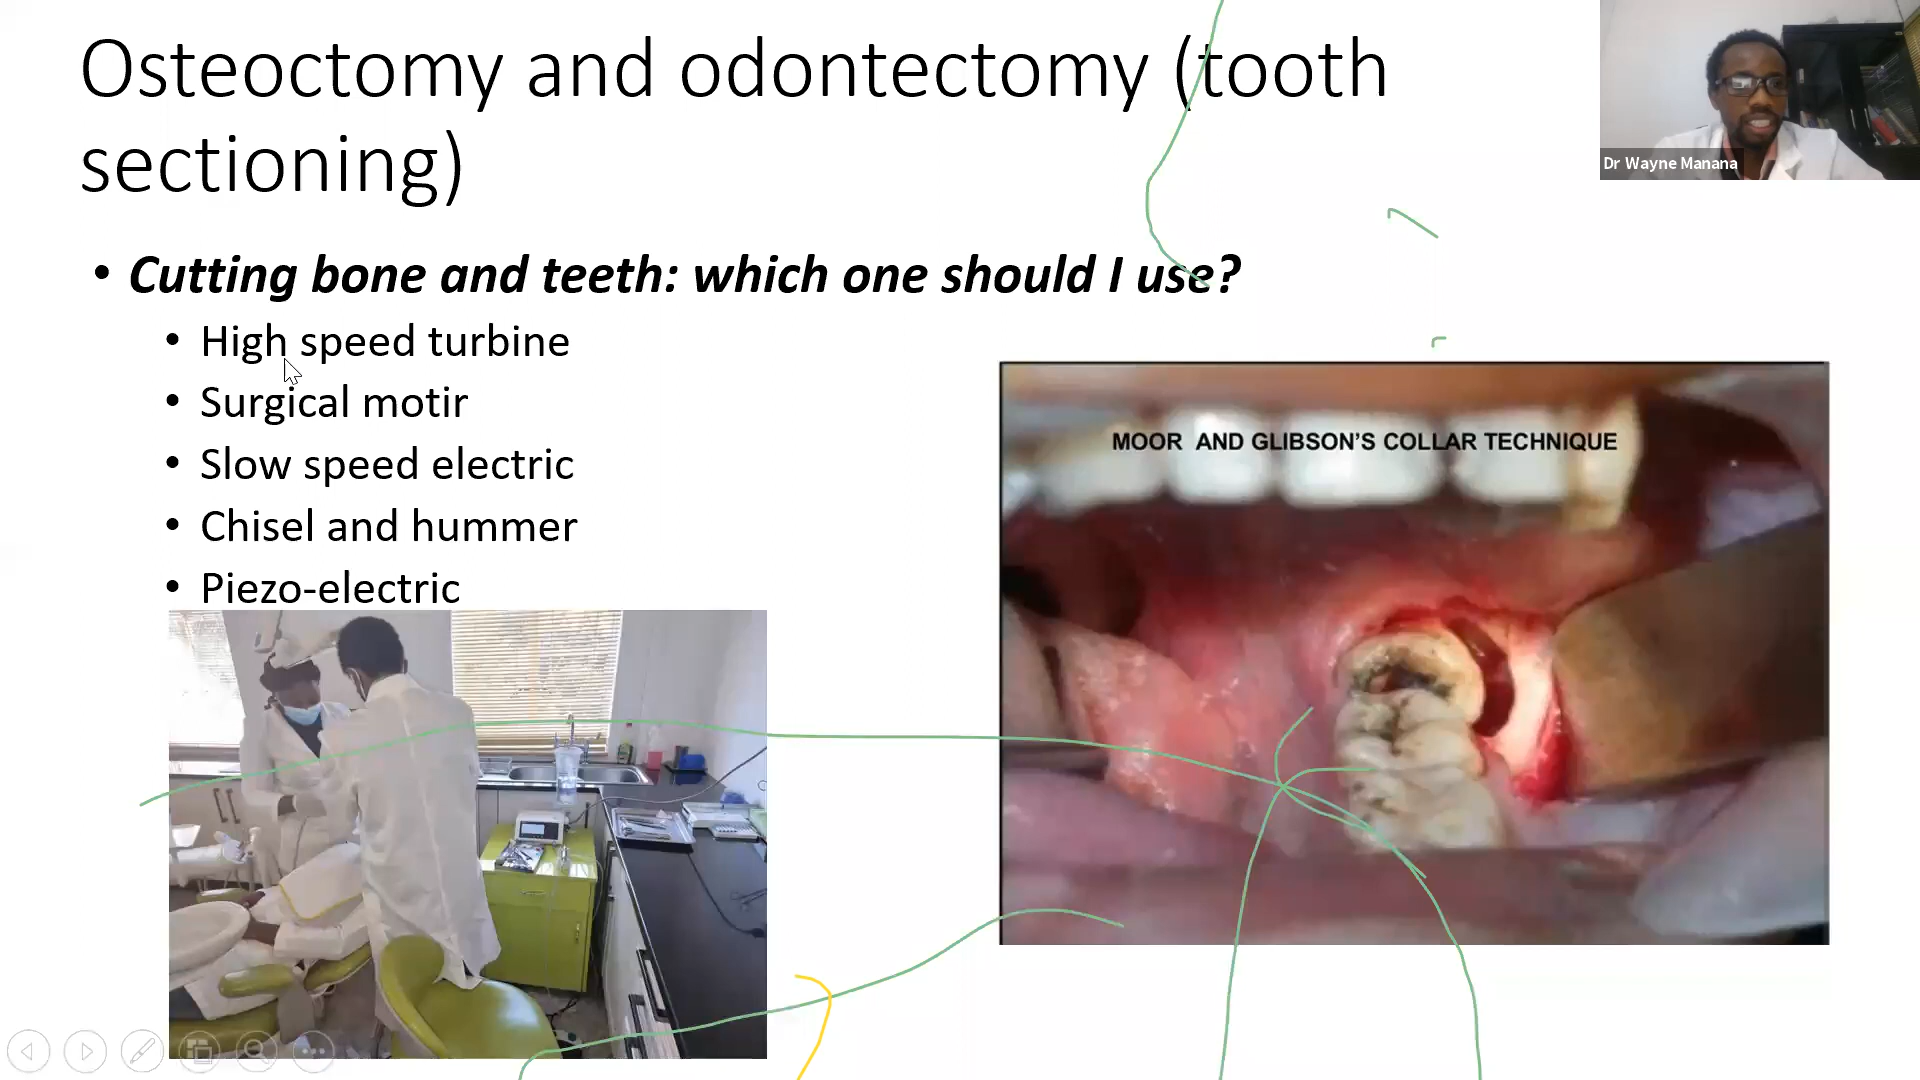 Osteoctomy and odontectomy (tooth
sectioning)
• Cutting bone and teeth: which one should I use?
• High speed turbine
• Surgical motir
• Slow speed electric
• Chisel and hummer
• Piezo-electric
MOOR AND GLIBSON'S COLLAR TECHNIQUE
Dr Wayne Manana